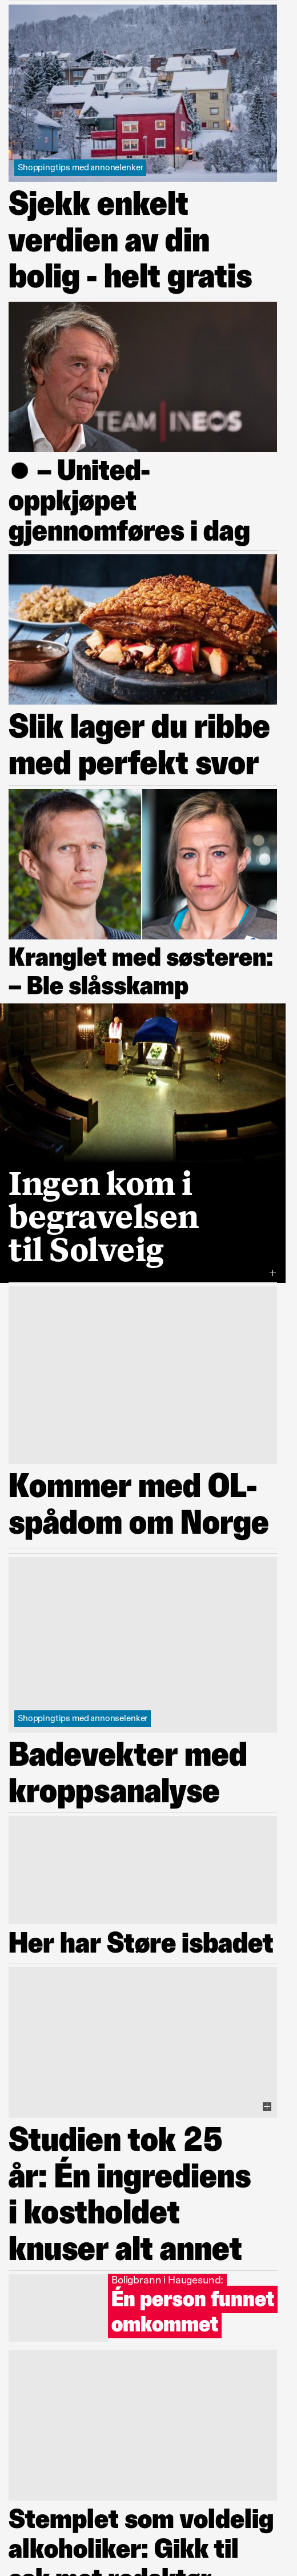 Shoppingtips med annonelenker
Sjekk enkelt
verdien av din
bolig - helt gratis
TEAM | INEOS
● – United-
oppkjøpet
gjennomføres i dag
Slik lager du ribbe
med perfekt svor
Kranglet med søsteren:
– Ble slåsskamp
Ingen kom i
begravelsen
til Solveig
+
Kommer med OL-
spådom om Norge
Shoppingtips med annonselenker
Badevekter med
kroppsanalyse
Her har Støre isbadet
Studien tok 25
år: Én ingrediens
i kostholdet
knuser alt annet
Boligbrann i Haugesund:
Én person funnet
omkommet
Stemplet som voldelig
alkoholiker: Gikk til